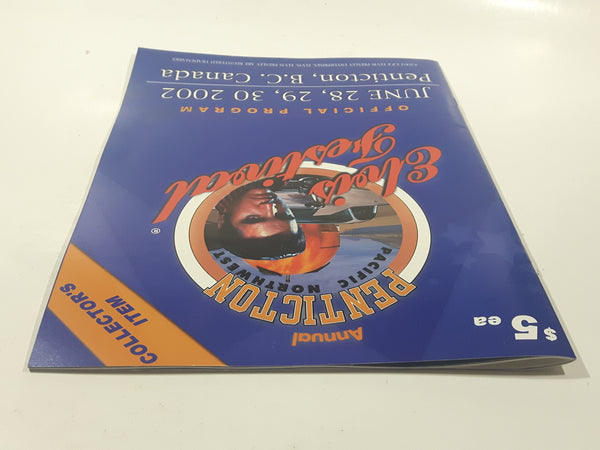 $5
ea
Annual
PENTICTON
PACIFIC
NORTHWEST
COLLECTOR'S
ITEM
Elvis
Festival®
OFFICIAL PROGRAM
JUNE 28, 29, 30 2002
Penticton, B.C. Canada